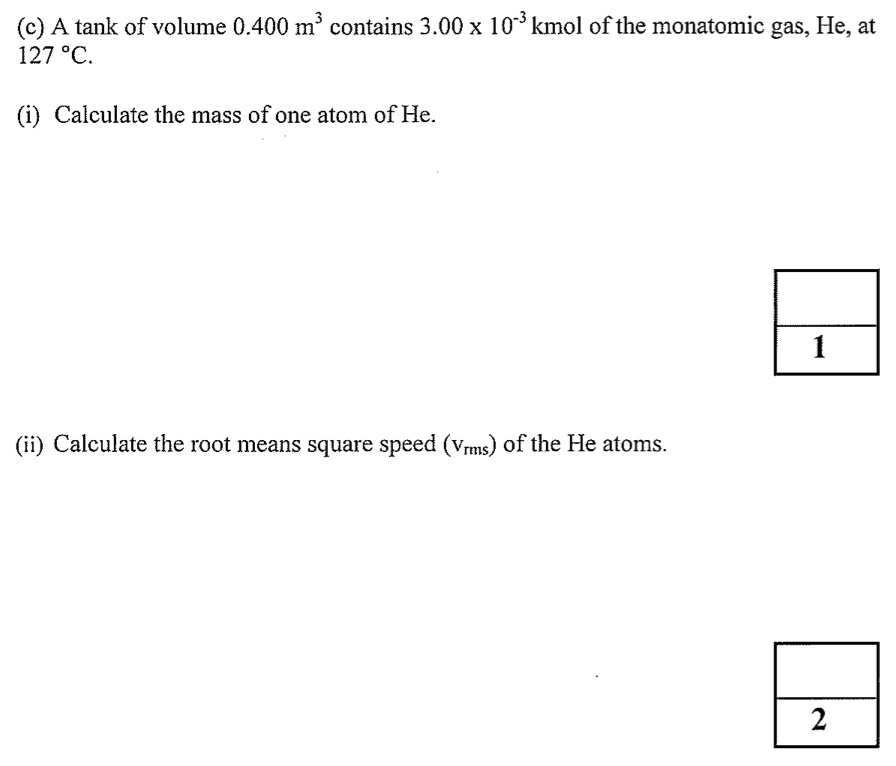 (c) A tank of volume 0.400 m³ contains 3.00 x 10⁻³ kmol of the monatomic gas, He, at
127 °C.
(i) Calculate the mass of one atom of He.
1
(ii) Calculate the root means square speed (vᵣₘₛ) of the He atoms.
2